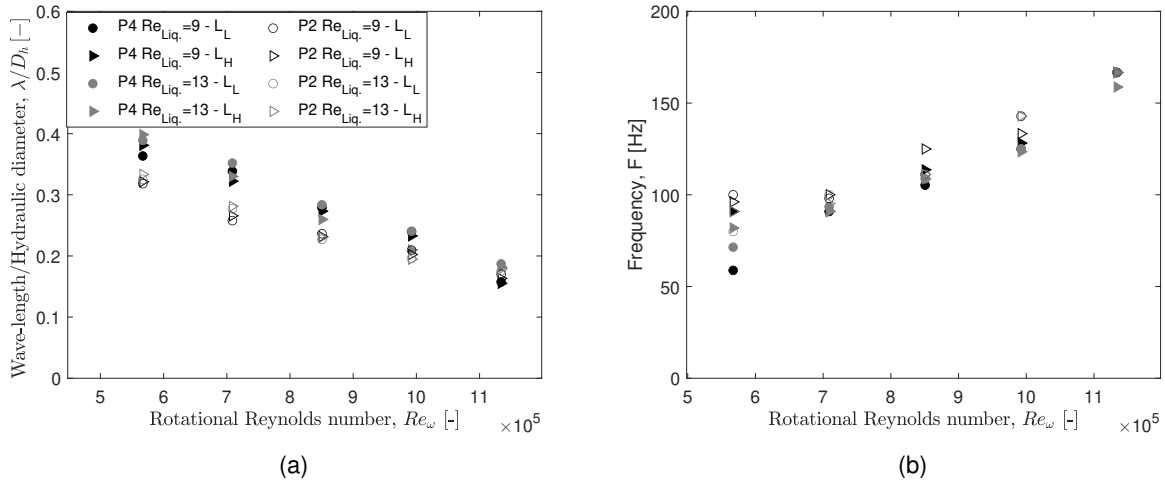 0.6
0.5
0.4
0.3
0.2
0.1
0
Wave-length/Hydraulic diameter, λ/D_h [−]
P4 Re_Liq.=9 - L_L
P2 Re_Liq.=9 - L_L
P4 Re_Liq.=9 - L_H
P2 Re_Liq.=9 - L_H
P4 Re_Liq.=13 - L_L
P2 Re_Liq.=13 - L_L
P4 Re_Liq.=13 - L_H
P2 Re_Liq.=13 - L_H
5 6 7 8 9 10 11
Rotational Reynolds number, Re_ω [-]
×10^5
(a)
200
150
100
50
0
Frequency, F [Hz]
5 6 7 8 9 10 11
Rotational Reynolds number, Re_ω [-]
×10^5
(b)